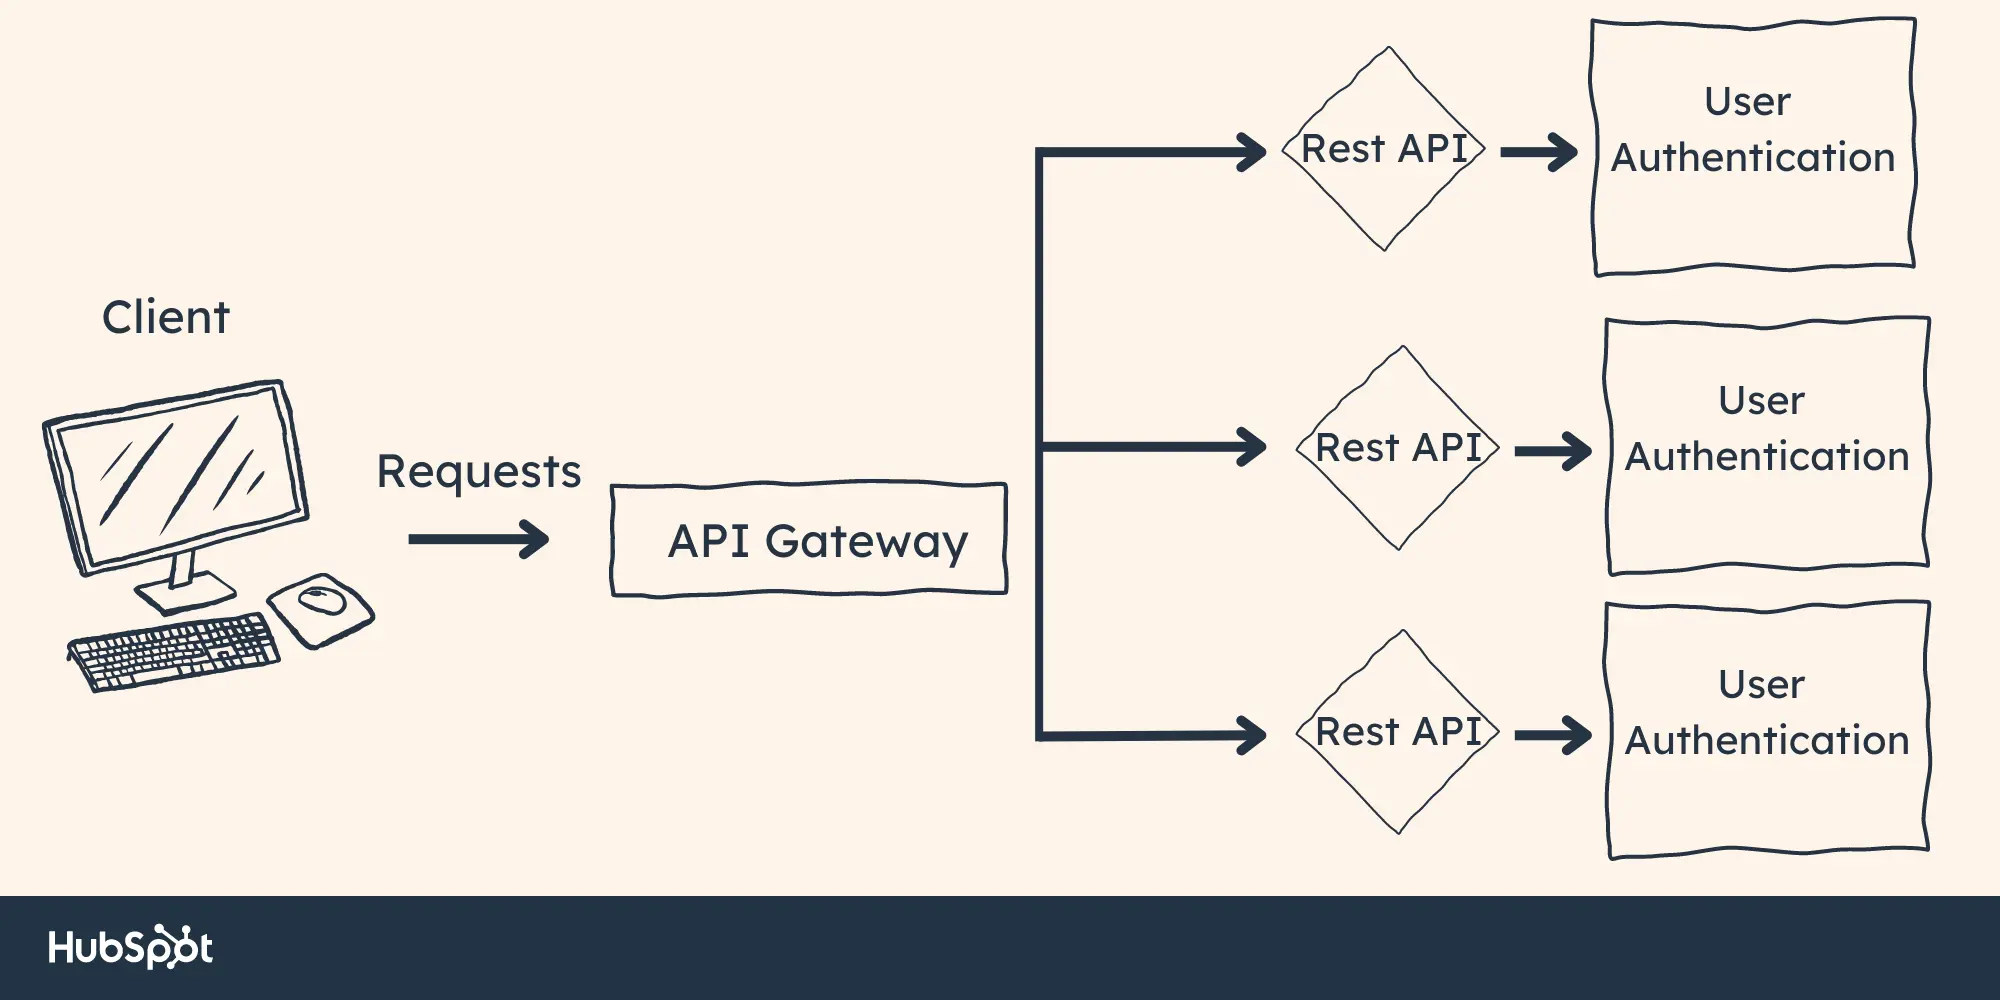 Client
Requests
API Gateway
Rest API
User
Authentication
Rest API
User
Authentication
Rest API
User
Authentication
HubSpot